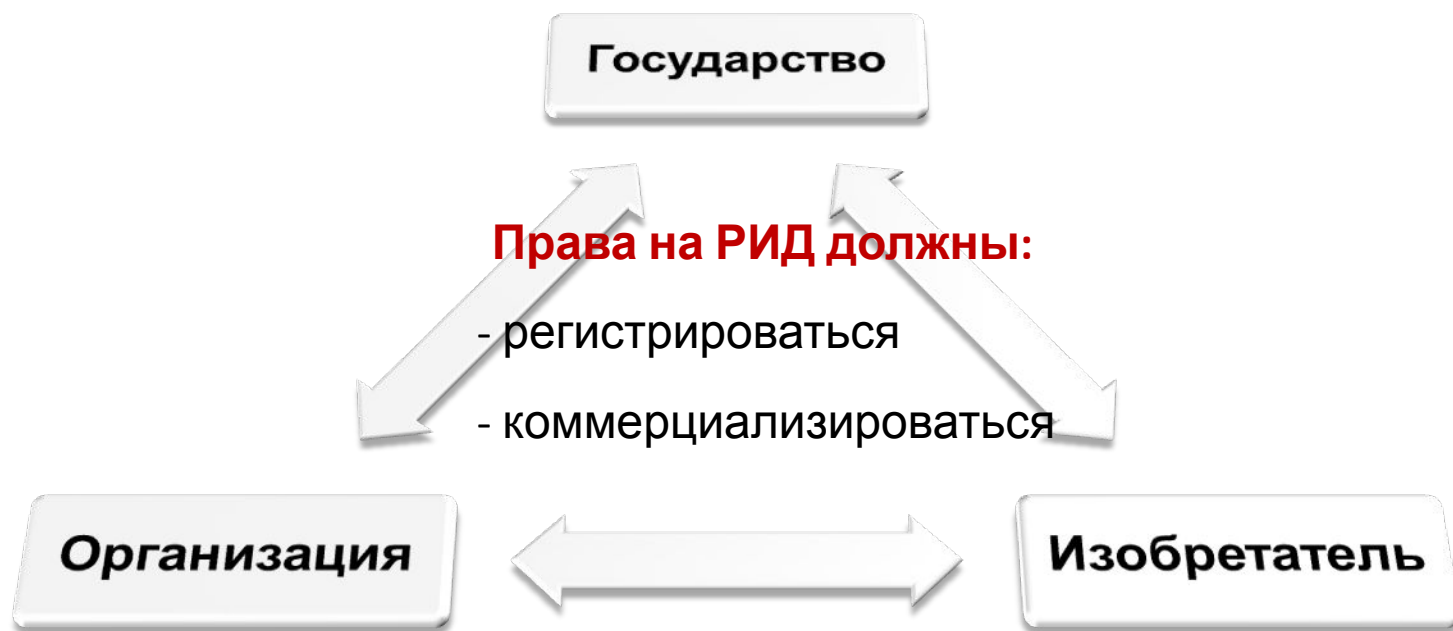 Государство
Права на РИД должны:
- регистрироваться
- коммерциализироваться
Организация
Изобретатель